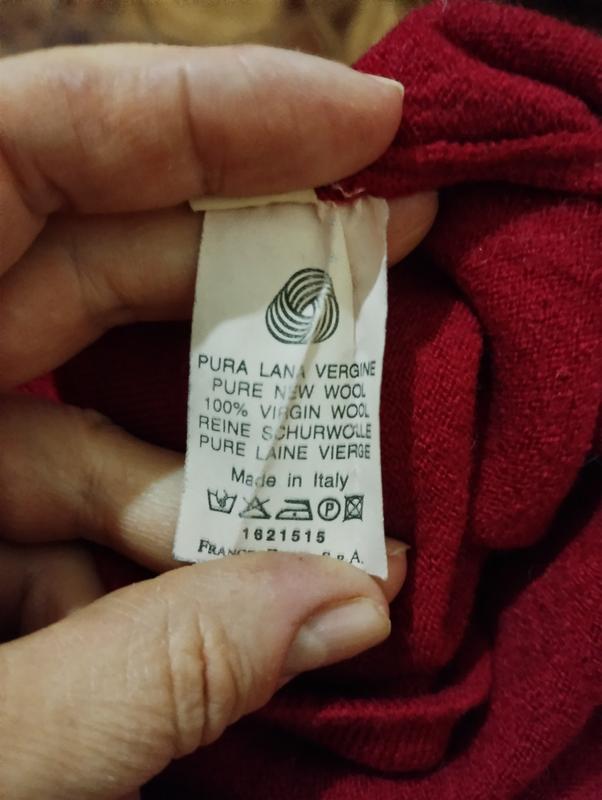 PURA LANA VERGINE
PURE NEW WOOL
100% VIRGIN WOOL
REINE SCHURWOLLE
PURE LAINE VIERGE
Made in Italy
P
1621515
S.P.A.